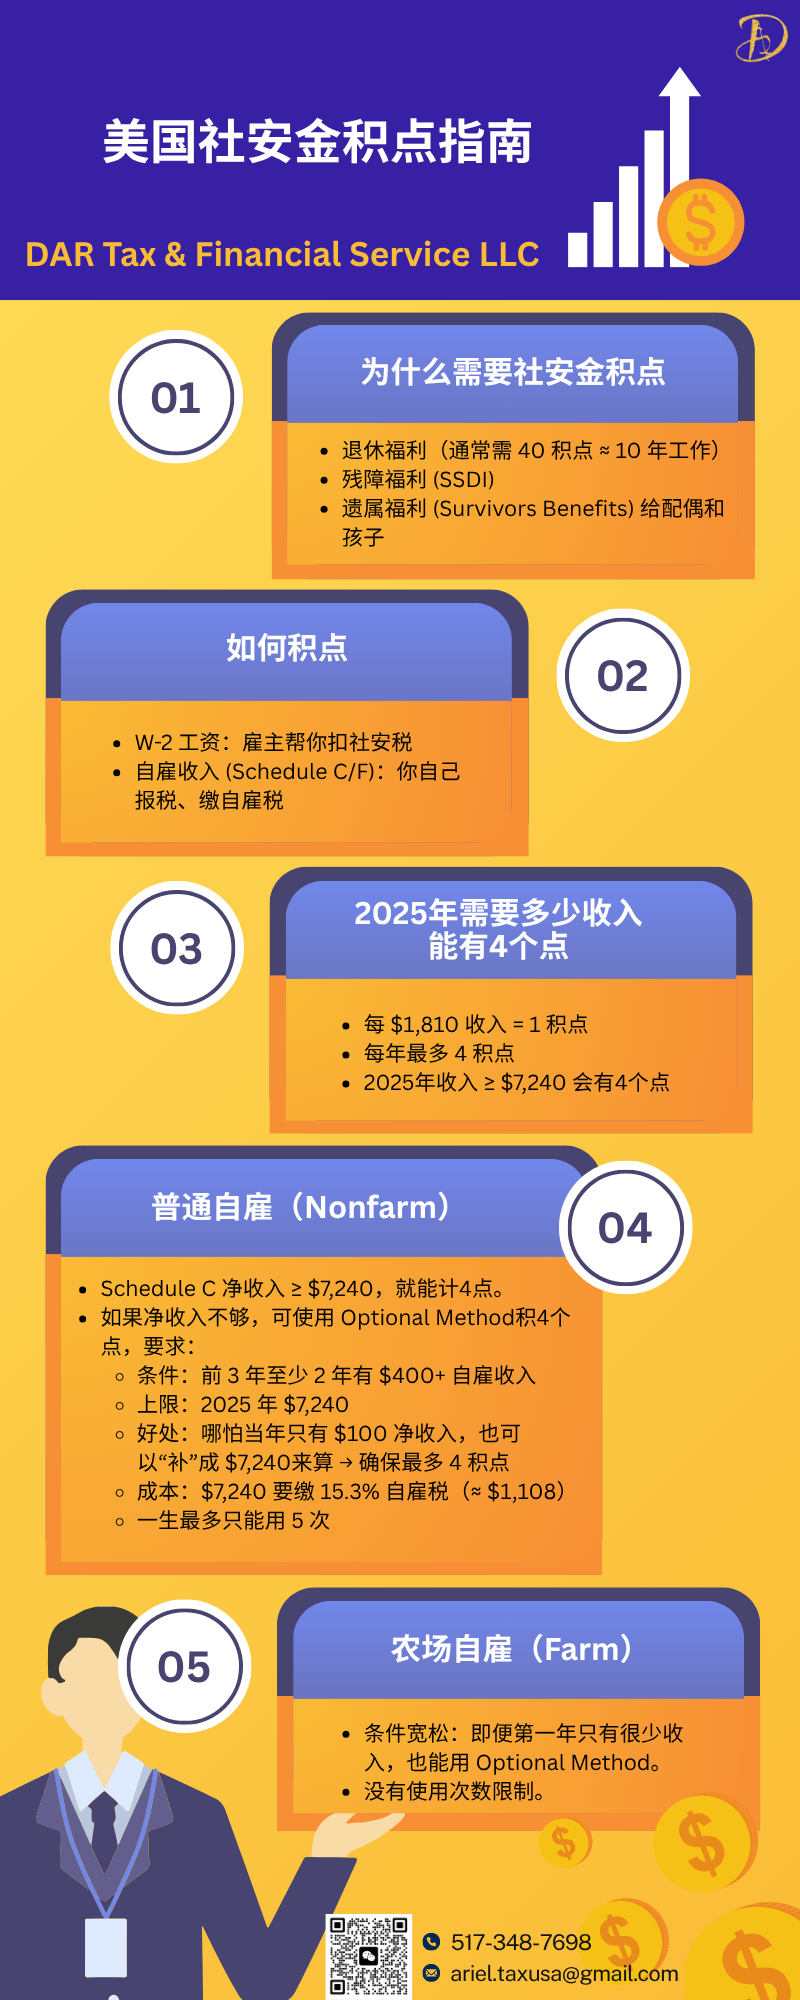 美国社安金积点指南
DAR Tax & Financial Service LLC
01
为什么需要社安金积点
• 退休福利（通常需 40 积点 ≈ 10 年工作）
• 残障福利 (SSDI)
• 遗属福利 (Survivors Benefits) 给配偶和
孩子
如何积点
02
• W-2 工资：雇主帮你扣社安税
• 自雇收入 (Schedule C/F)：你自己
报税、缴自雇税
03
2025年需要多少收入
能有4个点
• 每 $1,810 收入 = 1 积点
• 每年最多 4 积点
• 2025年收入 ≥ $7,240 会有4个点
普通自雇（Nonfarm）
04
• Schedule C 净收入 ≥ $7,240，就能计4点。
• 如果净收入不够，可使用 Optional Method积4个
点，要求：
◦ 条件：前 3 年至少 2 年有 $400+ 自雇收入
◦ 上限：2025 年 $7,240
◦ 好处：哪怕当年只有 $100 净收入，也可
以“补”成 $7,240来算 → 确保最多 4 积点
◦ 成本：$7,240 要缴 15.3% 自雇税（≈ $1,108）
◦ 一生最多只能用 5 次
05
农场自雇（Farm）
• 条件宽松：即便第一年只有很少收
入，也能用 Optional Method。
• 没有使用次数限制。
517-348-7698
ariel.taxusa@gmail.com